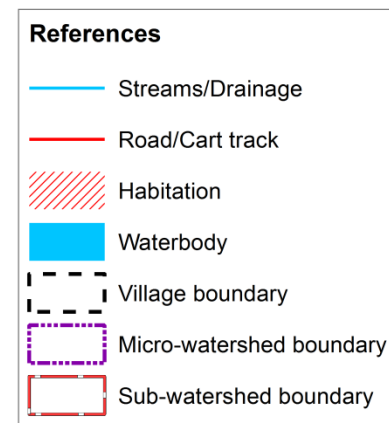 References
Streams/Drainage
Road/Cart track
Habitation
Waterbody
Village boundary
Micro-watershed boundary
Sub-watershed boundary